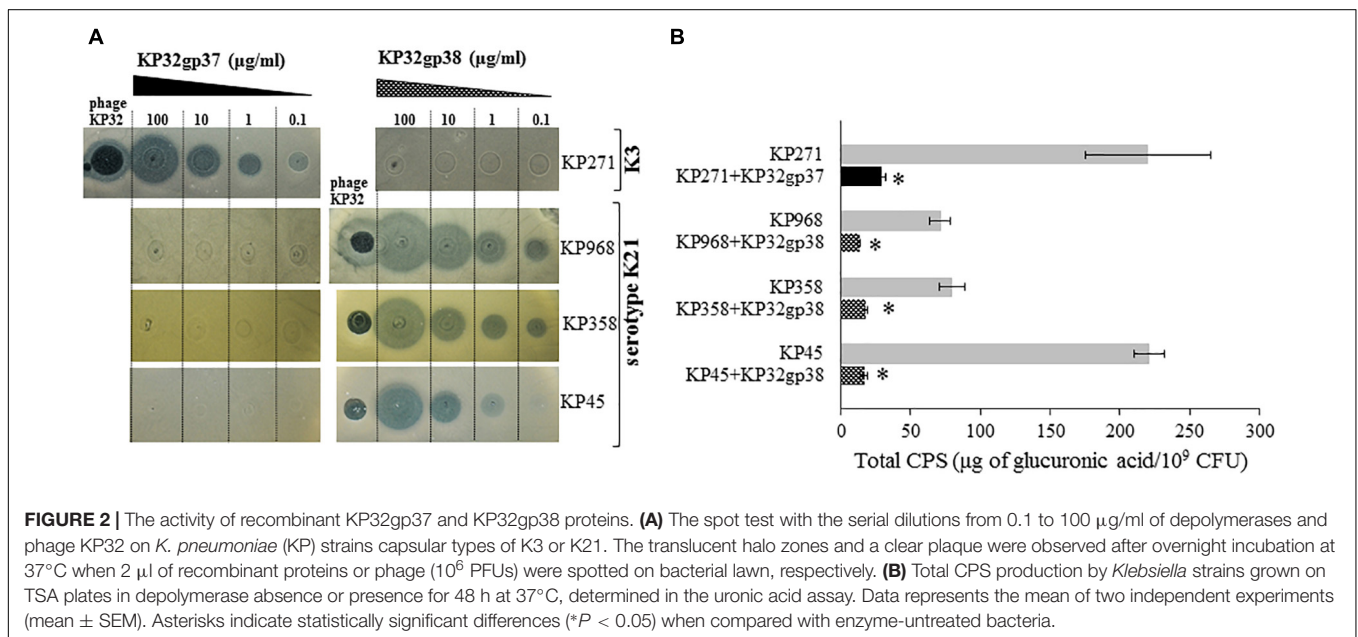 A
B
KP32gp37 (µg/ml)
KP32gp38 (µg/ml)
phage
KP32
100 10 1 0.1
100 10 1 0.1
KP271
K3
phage
KP32
KP968
KP358
KP45
serotype K21
KP271
KP271+KP32gp37
*
KP968
KP968+KP32gp38
*
KP358
KP358+KP32gp38
*
KP45
KP45+KP32gp38
*
0 50 100 150 200 250 300
Total CPS (µg of glucuronic acid/10⁹ CFU)
FIGURE 2 | The activity of recombinant KP32gp37 and KP32gp38 proteins. (A) The spot test with the serial dilutions from 0.1 to 100 µg/ml of depolymerases and
phage KP32 on K. pneumoniae (KP) strains capsular types of K3 or K21. The translucent halo zones and a clear plaque were observed after overnight incubation at
37°C when 2 µl of recombinant proteins or phage (10⁶ PFUs) were spotted on bacterial lawn, respectively. (B) Total CPS production by Klebsiella strains grown on
TSA plates in depolymerase absence or presence for 48 h at 37°C, determined in the uronic acid assay. Data represents the mean of two independent experiments
(mean ± SEM). Asterisks indicate statistically significant differences (*P < 0.05) when compared with enzyme-untreated bacteria.